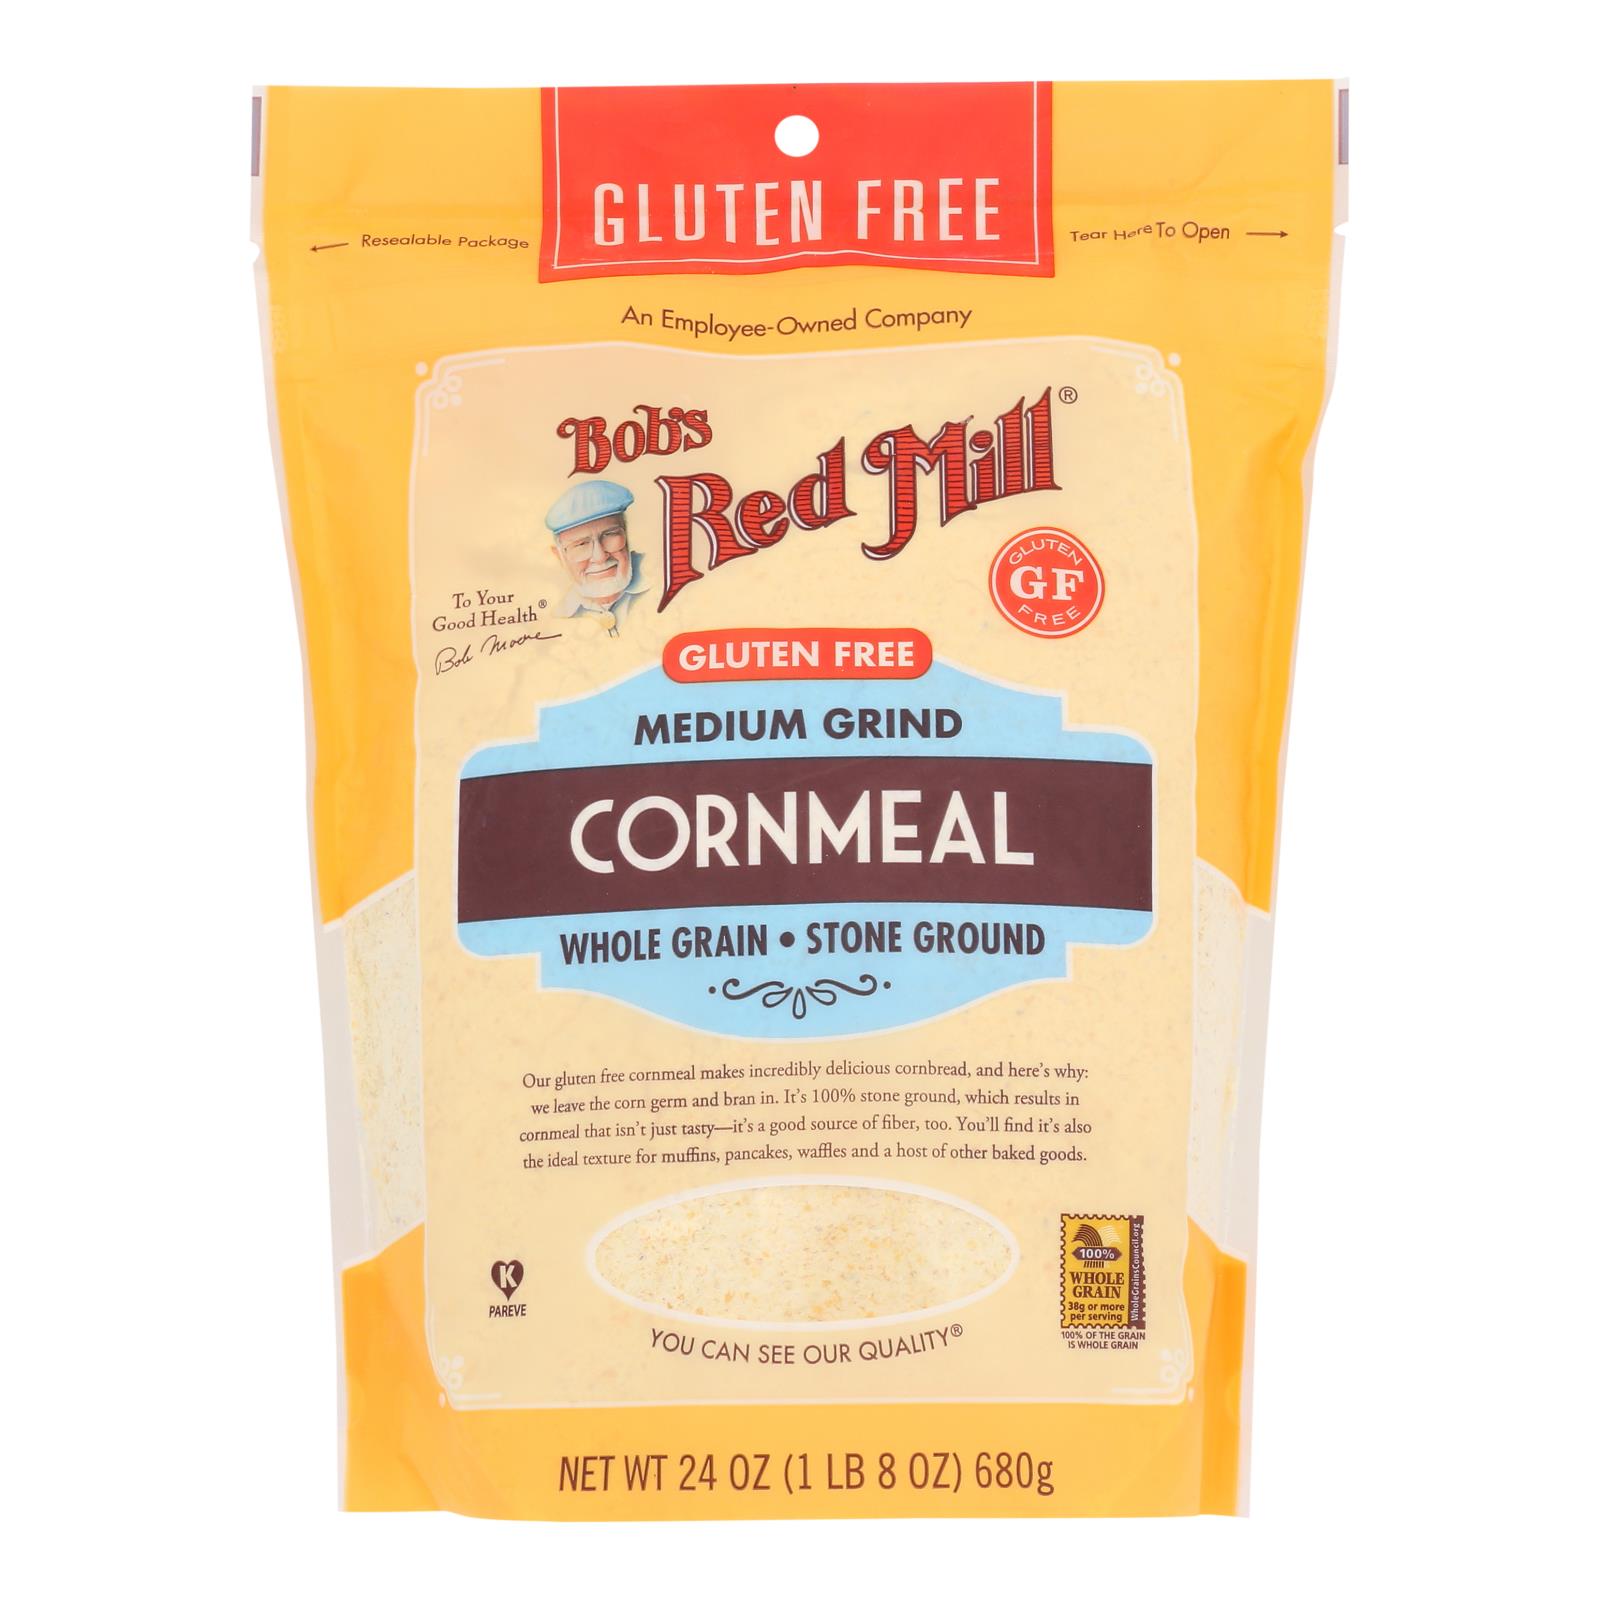 GLUTEN FREE
Resealable Package
Tear Here To Open
An Employee-Owned Company
Bob's
Red Mill®
GLUTEN
GF
FREE
To Your
Good Health®
Bob Moore
GLUTEN FREE
MEDIUM GRIND
CORNMEAL
WHOLE GRAIN • STONE GROUND
Our gluten free cornmeal makes incredibly delicious cornbread, and here's why:
we leave the corn germ and bran in. It's 100% stone ground, which results in
cornmeal that isn't just tasty—it's a good source of fiber, too. You'll find it's also
the ideal texture for muffins, pancakes, waffles and a host of other baked goods.
K
PAREVE
100%
WHOLE
GRAIN
38g or more
per serving
WholeGrainsCouncil.org
100% OF THE GRAIN
IS WHOLE GRAIN
YOU CAN SEE OUR QUALITY®
NET WT 24 OZ (1 LB 8 OZ) 680g